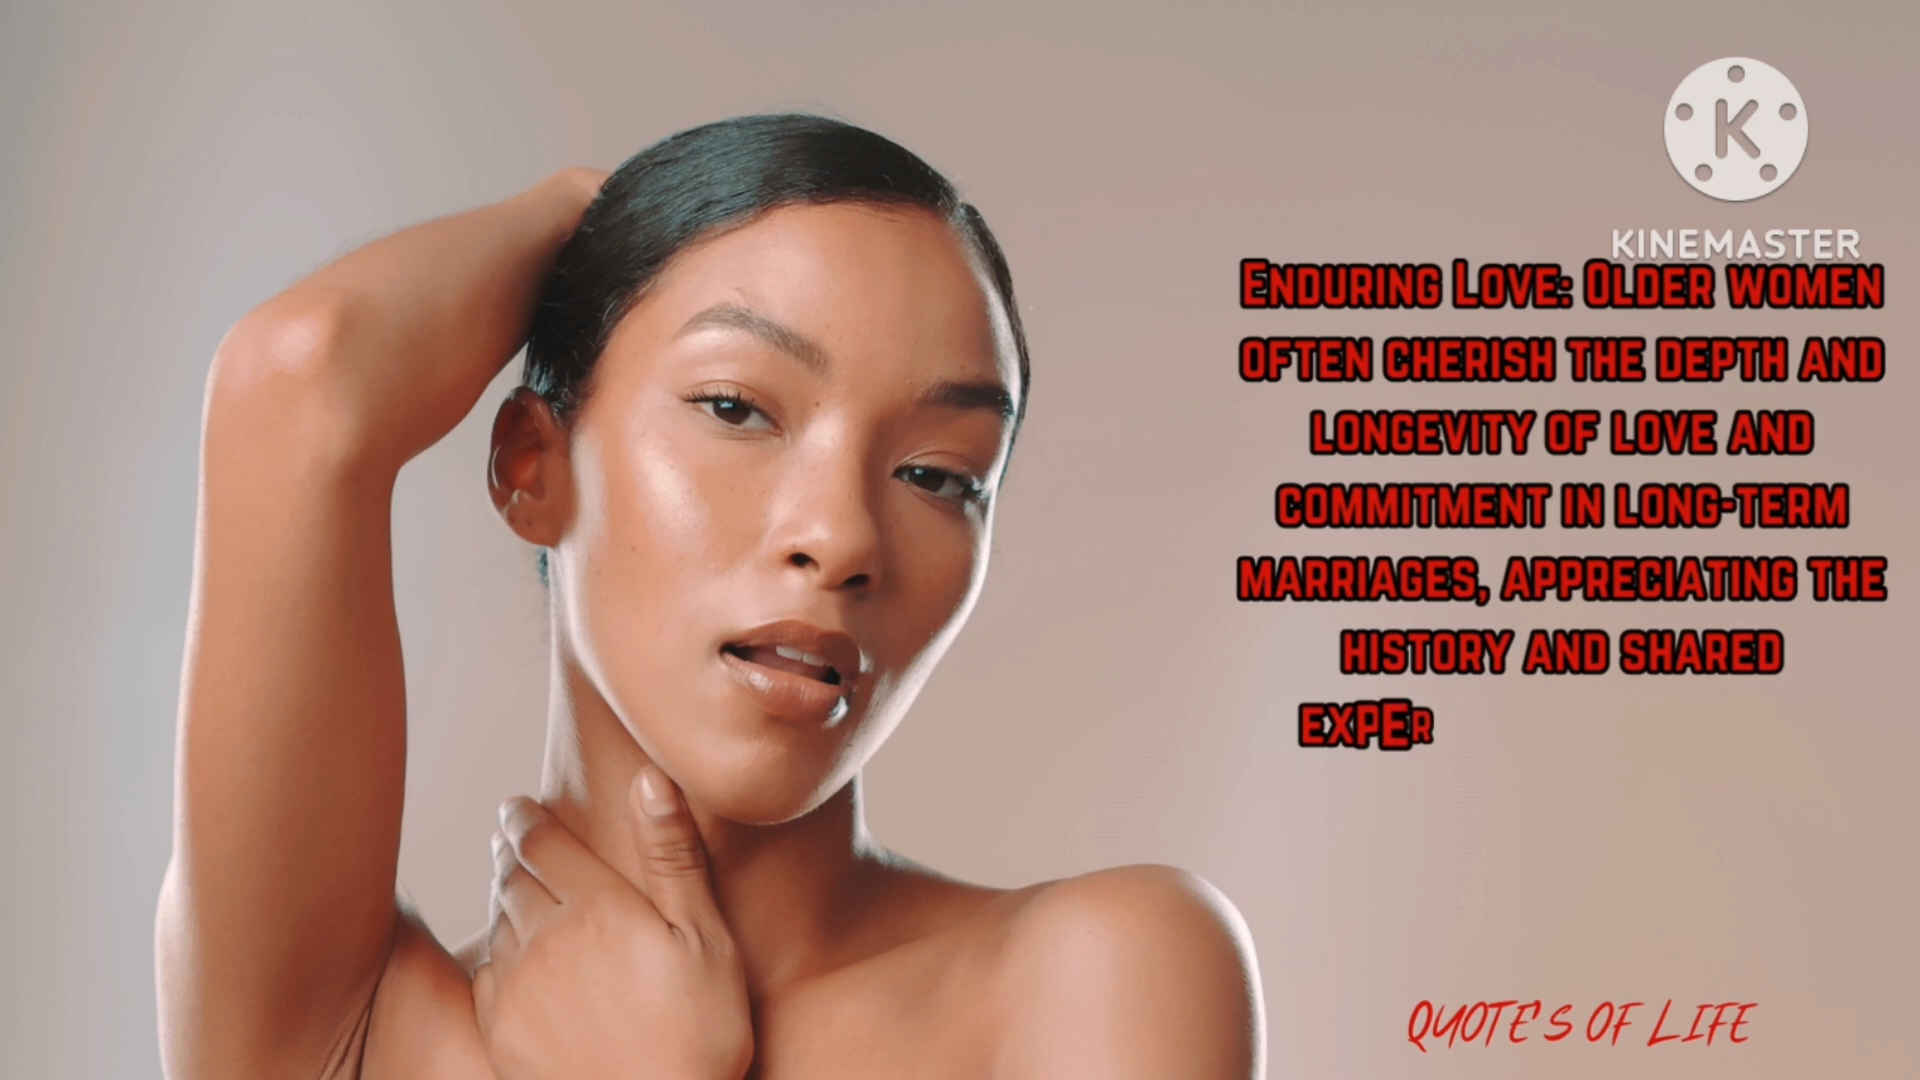 K
KINEMASTER
Enduring Love: Older women
often cherish the depth and
longevity of love and
commitment in long-term
marriages, appreciating the
history and shared
exper
QUOTE'S OF LIFE